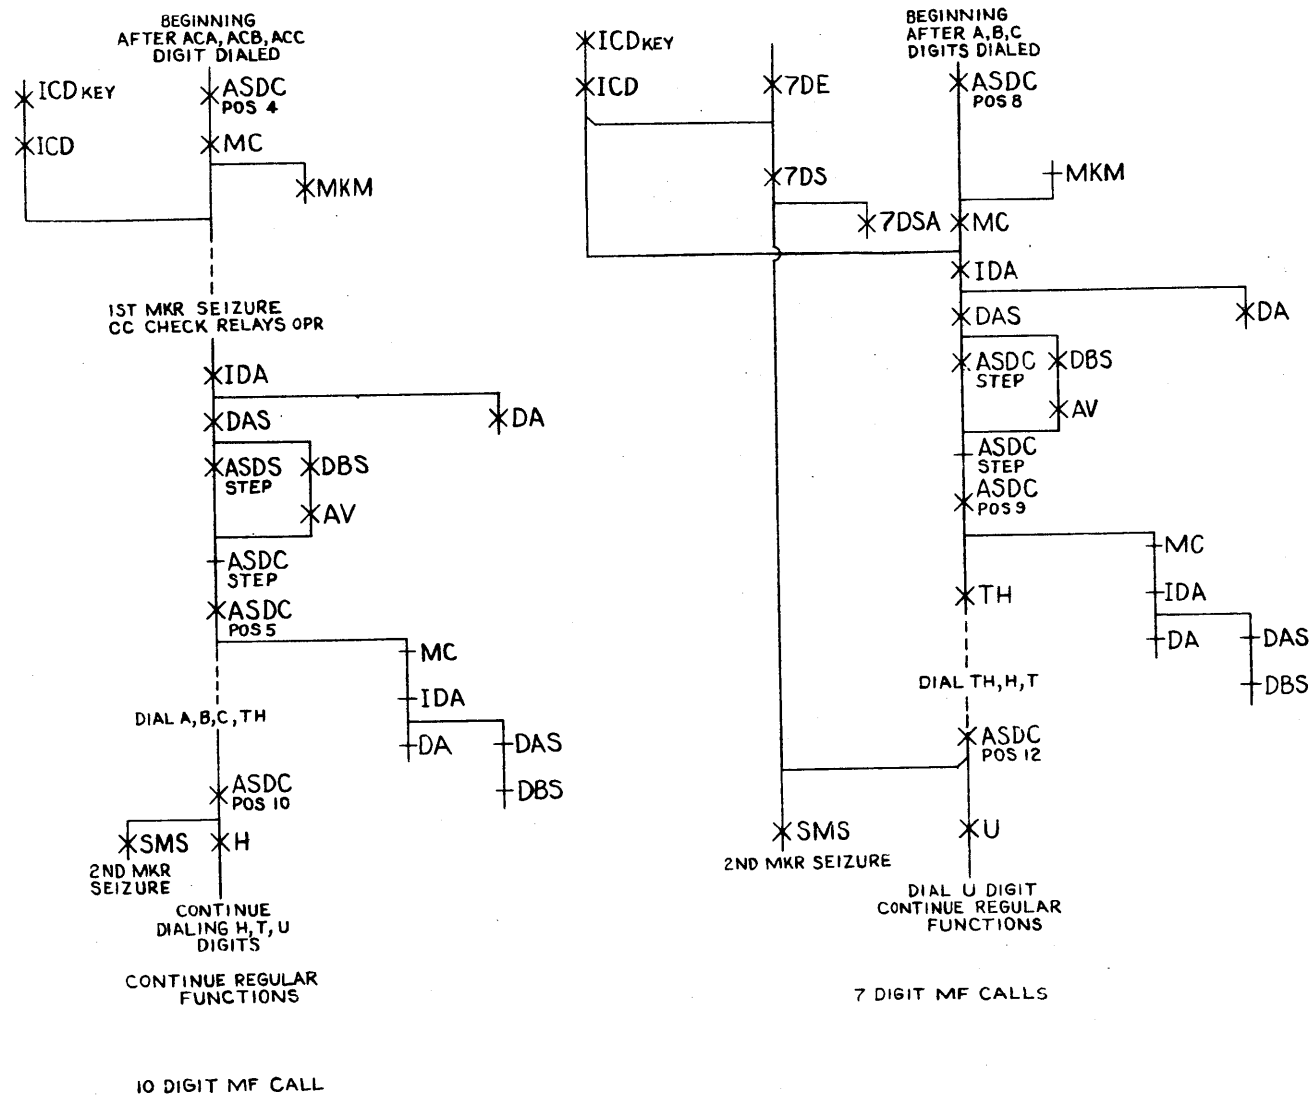 BEGINNING
AFTER ACA, ACB, ACC
DIGIT DIALED
ICD KEY
ASDC
POS 4
ICD
MC
MKM
1ST MKR SEIZURE
CC CHECK RELAYS OPR
IDA
DAS
DA
ASDS
STEP
DBS
AV
ASDC
STEP
ASDC
POS 5
MC
IDA
DIAL A, B, C, TH
DA
DAS
DBS
ASDC
POS 10
SMS
H
2ND MKR
SEIZURE
CONTINUE
DIALING H, T, U
DIGITS
CONTINUE REGULAR
FUNCTIONS
10 DIGIT MF CALL
BEGINNING
AFTER A, B, C
DIGITS DIALED
ICD KEY
ICD
7DE
ASDC
POS 8
7DS
MKM
7DSA
MC
IDA
DAS
DA
ASDC
STEP
DBS
AV
ASDC
STEP
ASDC
POS 9
MC
TH
IDA
DA
DAS
DBS
DIAL TH, H, T
ASDC
POS 12
SMS
U
2ND MKR SEIZURE
DIAL U DIGIT
CONTINUE REGULAR
FUNCTIONS
7 DIGIT MF CALLS